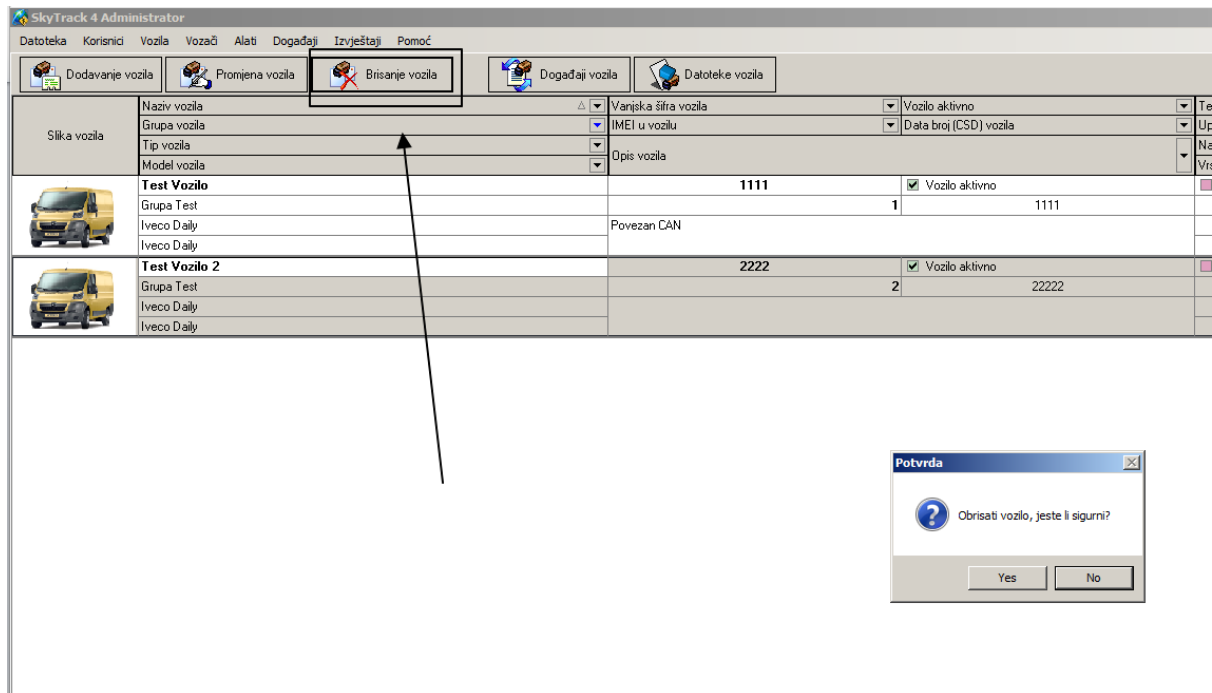 SkyTrack 4 Administrator
Datoteka Korisnici Vozila Vozači Alati Događaji Izvještaji Pomoć
Dodavanje vozila Promjena vozila Brisanje vozila Događaji vozila Datoteke vozila
Slika vozila
Naziv vozila Vanjska šifra vozila Vozilo aktivno
Grupa vozila IMEI u vozilu Data broj (CSD) vozila
Tip vozila
Opis vozila
Model vozila
Test Vozilo 1111 Vozilo aktivno
Grupa Test 1 1111
Iveco Daily Povezan CAN
Iveco Daily
Test Vozilo 2 2222 Vozilo aktivno
Grupa Test 2 22222
Iveco Daily
Iveco Daily
Potvrda
Obrisati vozilo, jeste li sigurni?
Yes No